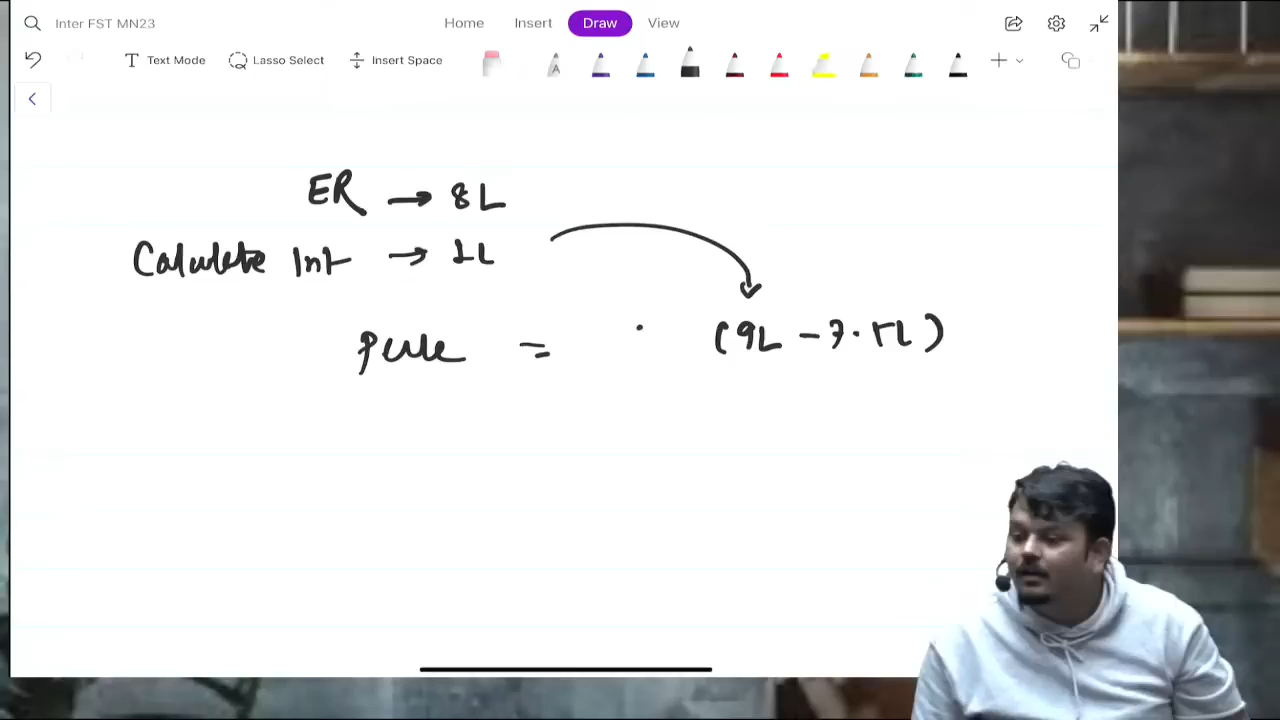 Inter FST MN23
Home Insert Draw View
Text Mode Lasso Select Insert Space
ER → 8L
Calculate Int → 1L
= (9L - 7.5L)